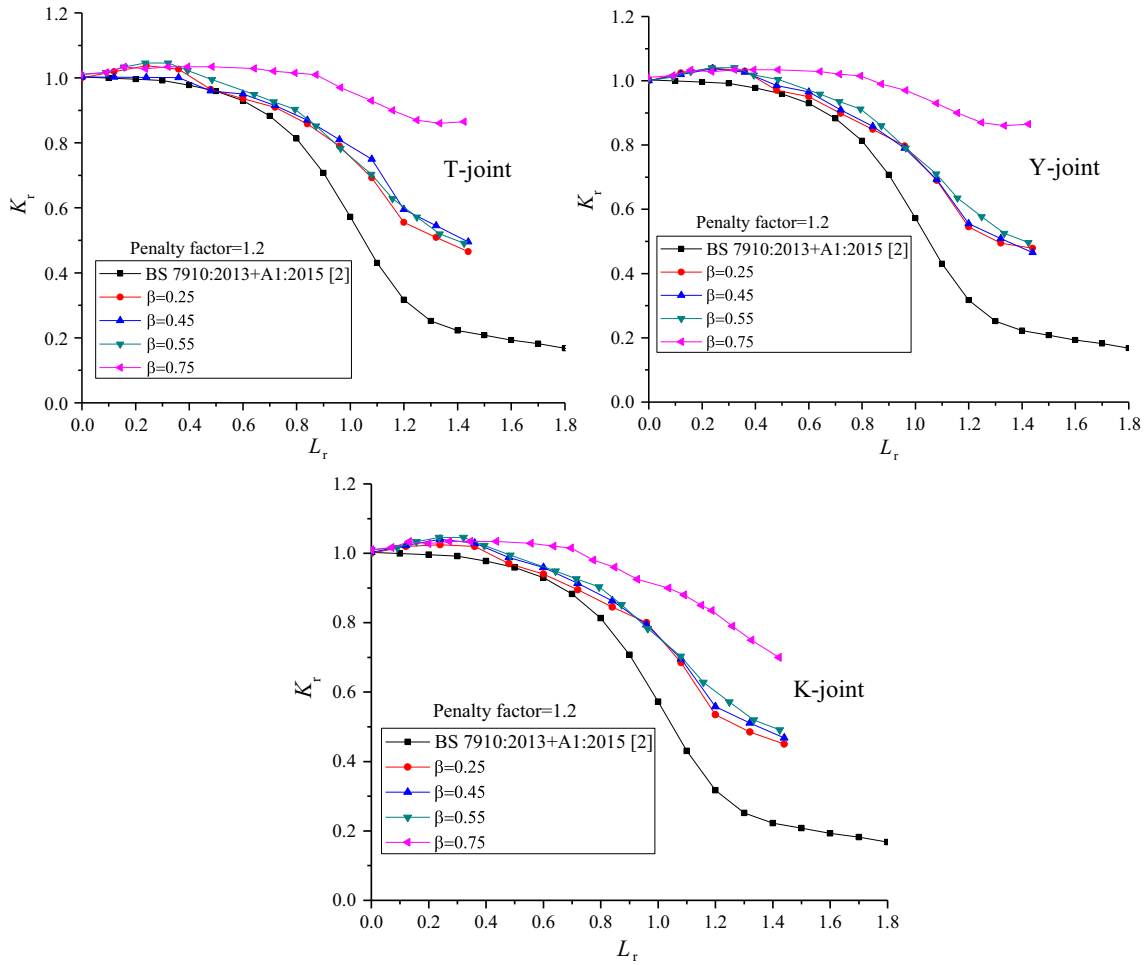 1.2
1.0
0.8
0.6
0.4
0.2
0.0
Kr
T-joint
Penalty factor=1.2
BS 7910:2013+A1:2015 [2]
β=0.25
β=0.45
β=0.55
β=0.75
0.0 0.2 0.4 0.6 0.8 1.0 1.2 1.4 1.6 1.8
Lr
1.2
1.0
0.8
0.6
0.4
0.2
0.0
Kr
Y-joint
Penalty factor=1.2
BS 7910:2013+A1:2015 [2]
β=0.25
β=0.45
β=0.55
β=0.75
0.0 0.2 0.4 0.6 0.8 1.0 1.2 1.4 1.6 1.8
Lr
1.2
1.0
0.8
0.6
0.4
0.2
0.0
Kr
K-joint
Penalty factor=1.2
BS 7910:2013+A1:2015 [2]
β=0.25
β=0.45
β=0.55
β=0.75
0.0 0.2 0.4 0.6 0.8 1.0 1.2 1.4 1.6 1.8
Lr